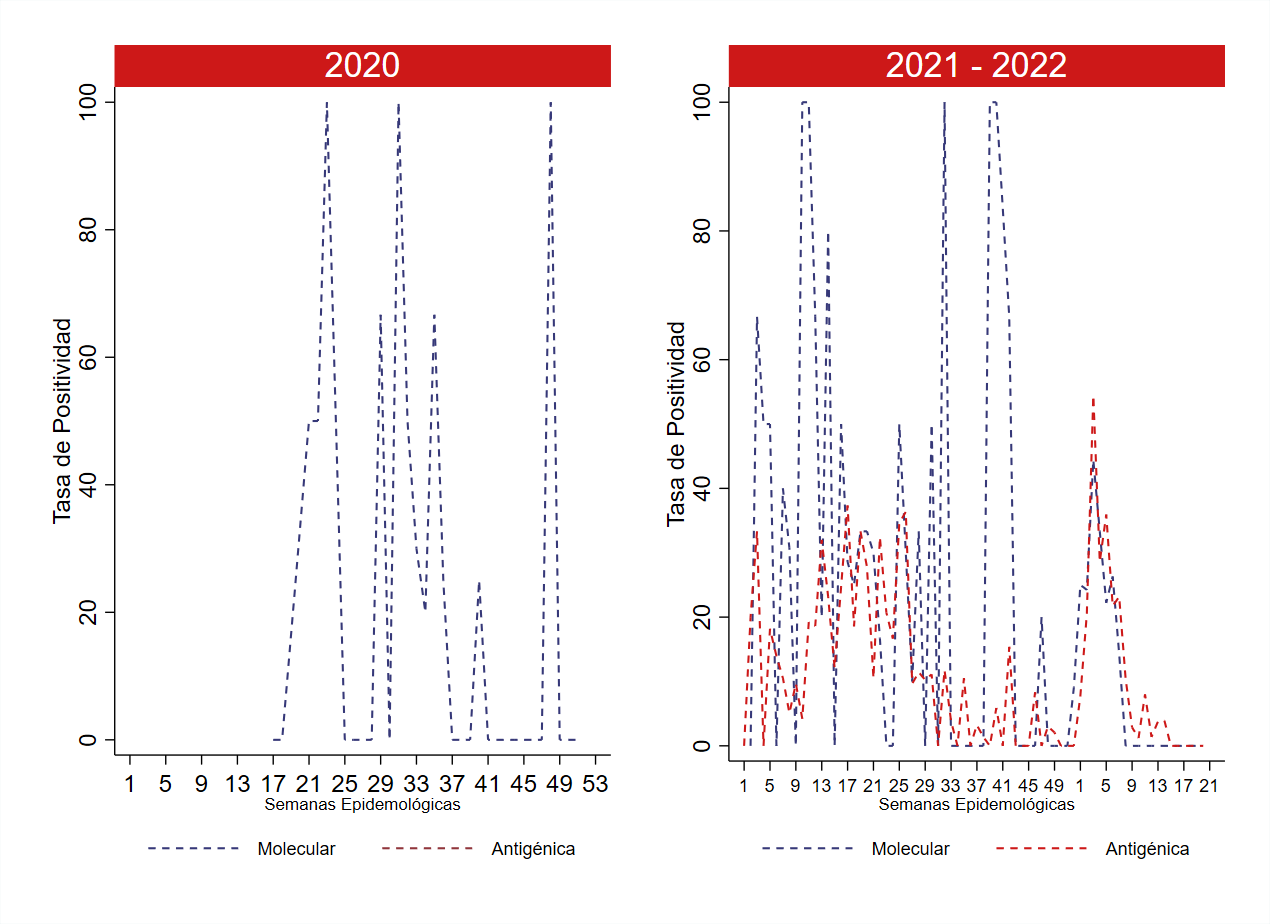 2020
100
80
60
40
20
0
Tasa de Positividad
1 5 9 13 17 21 25 29 33 37 41 45 49 53
Semanas Epidemológicas
Molecular Antigénica
2021 - 2022
100
80
60
40
20
0
Tasa de Positividad
1 5 9 13 17 21 25 29 33 37 41 45 49 1 5 9 13 17 21
Semanas Epidemológicas
Molecular Antigénica